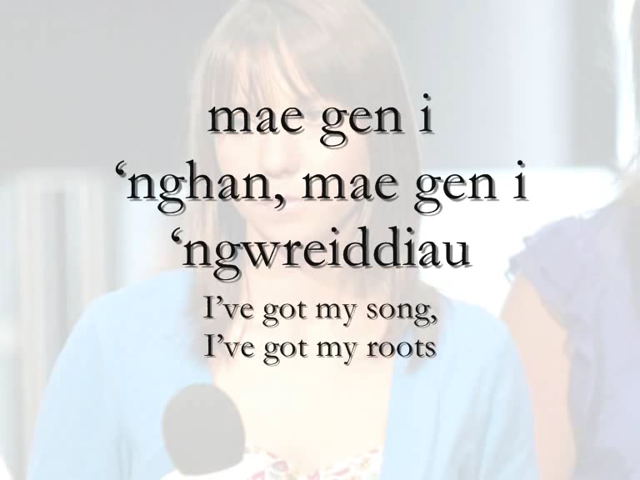 mae gen i
‘nghan, mae gen i
‘ngwreiddiau
I’ve got my song,
I’ve got my roots